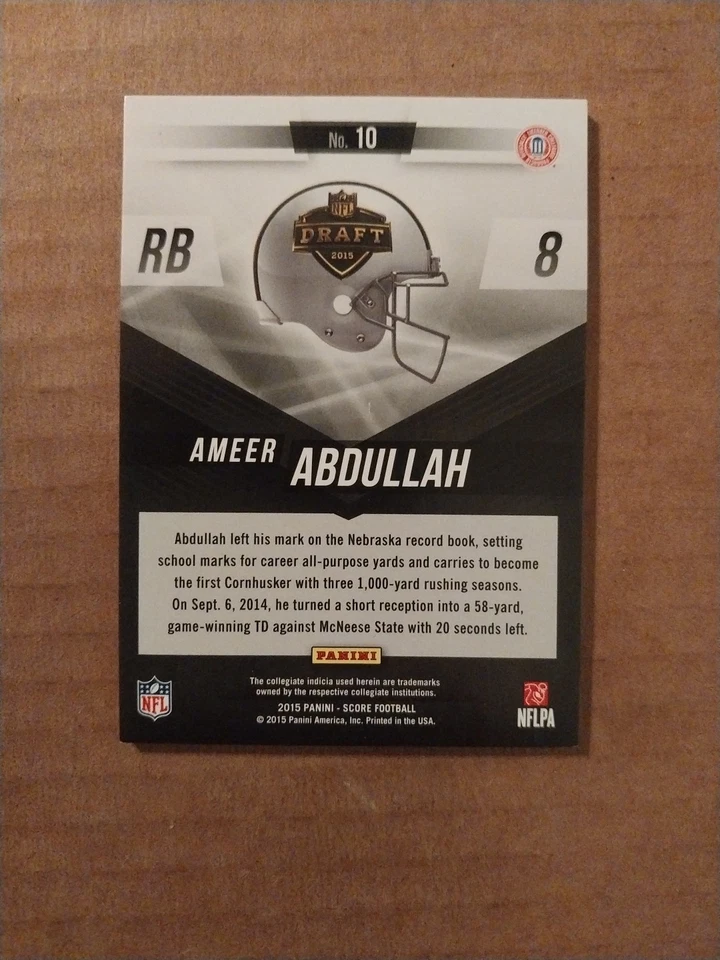 No. 10
NFL
DRAFT
2015
RB
8
AMEER ABDULLAH
Abdullah left his mark on the Nebraska record book, setting
school marks for career all-purpose yards and carries to become
the first Cornhusker with three 1,000-yard rushing seasons.
On Sept. 6, 2014, he turned a short reception into a 58-yard,
game-winning TD against McNeese State with 20 seconds left.
PANINI
The collegiate indicia used herein are trademarks
owned by the respective collegiate institutions.
2015 PANINI - SCORE FOOTBALL
© 2015 Panini America, Inc. Printed in the USA.
NFL
NFLPA